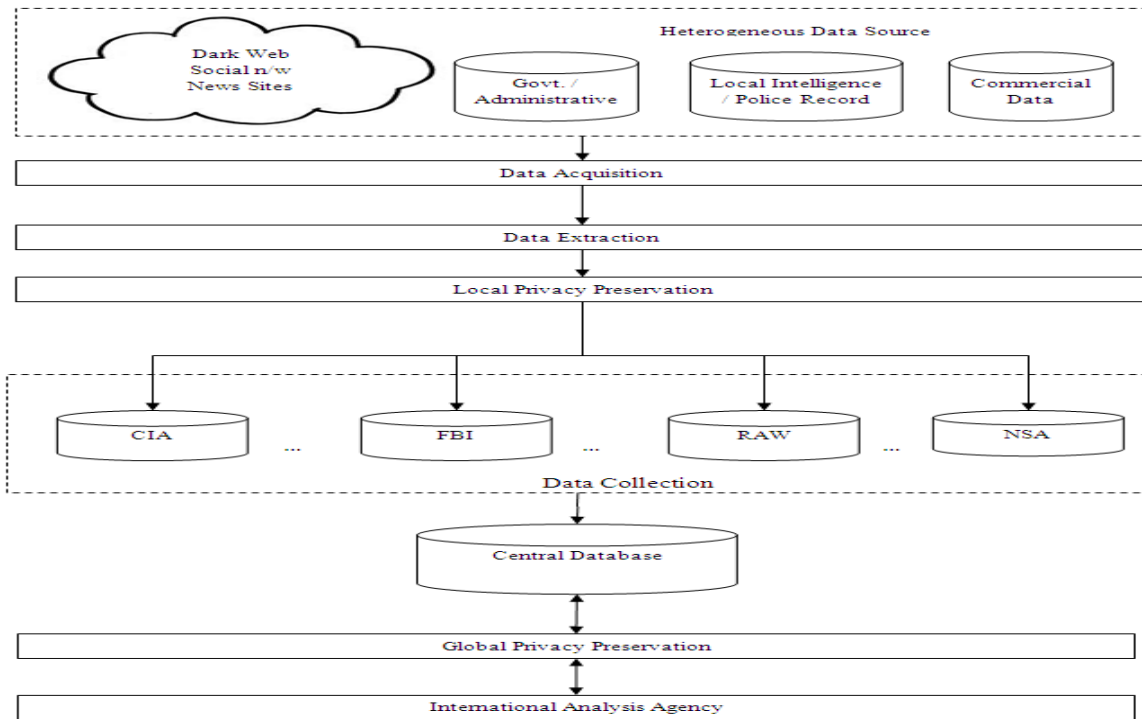 Heterogeneous Data Source
Dark Web
Social n/w
News Sites
Govt. /
Administrative
Local Intelligence
/ Police Record
Commercial
Data
Data Acquisition
Data Extraction
Local Privacy Preservation
CIA
...
FBI
...
RAW
...
NSA
Data Collection
Central Database
Global Privacy Preservation
International Analysis Agency